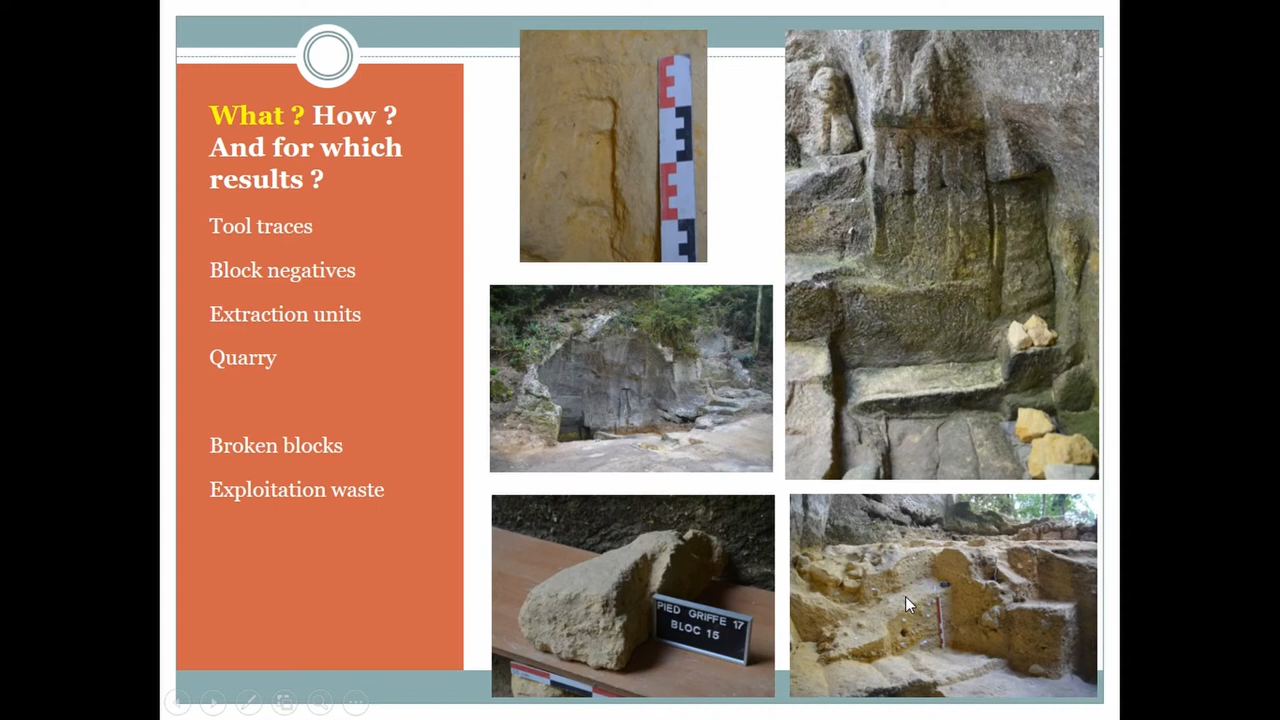 What ? How ?
And for which
results ?
Tool traces
Block negatives
Extraction units
Quarry
Broken blocks
Exploitation waste
PIED GRIFFE 17
BLOC 15